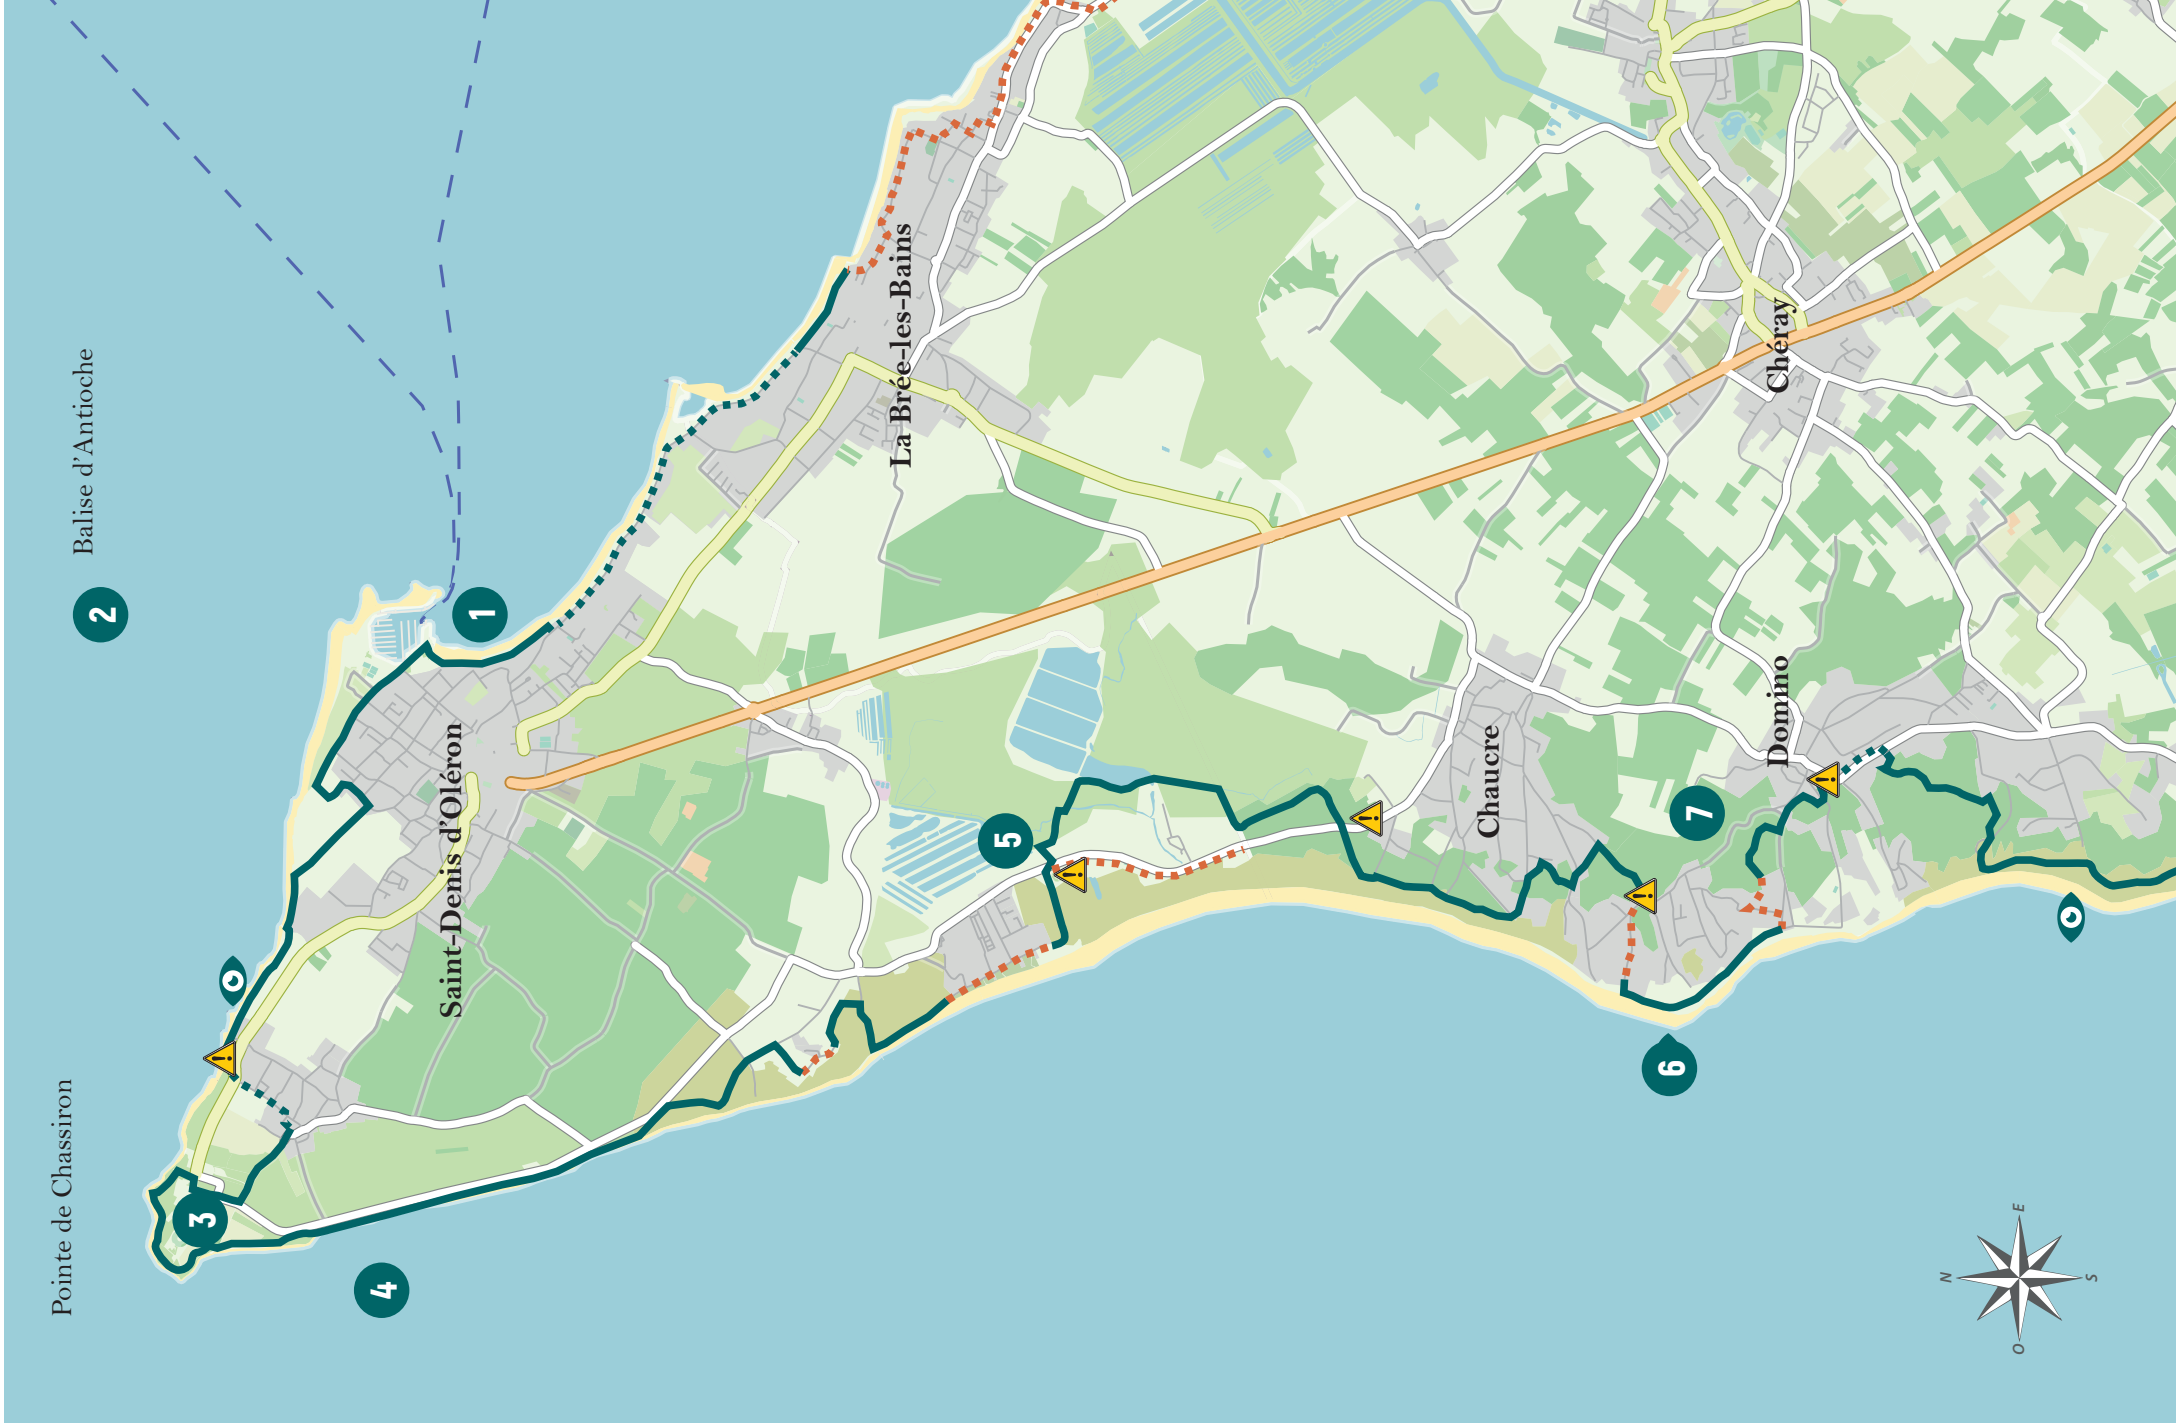 Pointe de Chassiron
Balise d'Antioche
2
3
4
1
Saint-Denis d'Oléron
La Brée-les-Bains
5
Chaucre
6
7
Domino
Chéray
N
E
S
O